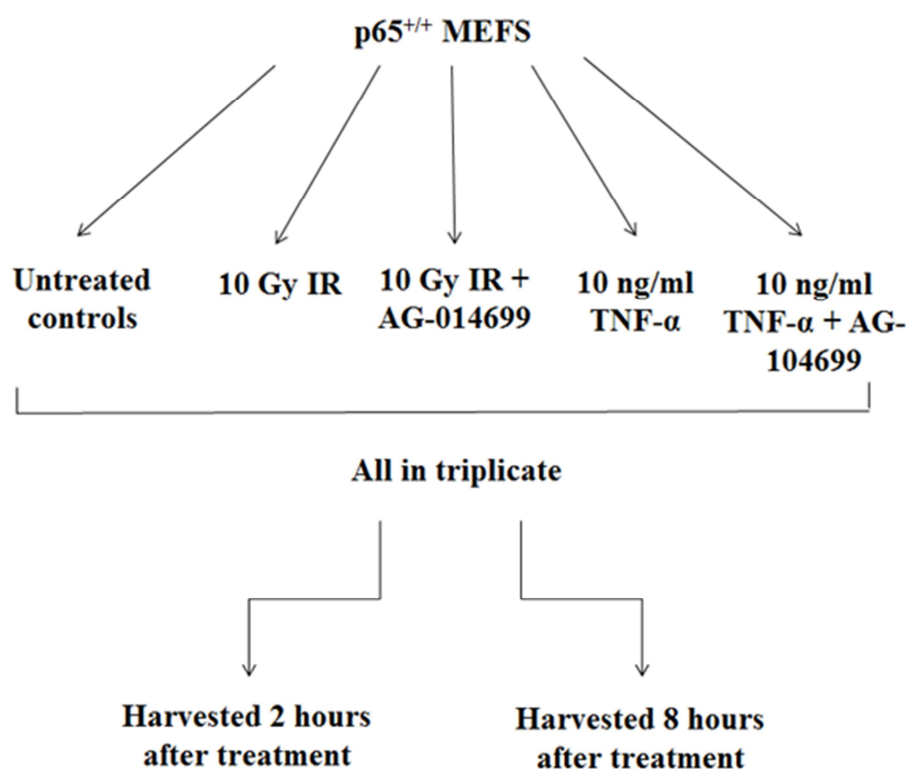 p65+/+ MEFS
Untreated
controls
10 Gy IR
10 Gy IR +
AG-014699
10 ng/ml
TNF-α
10 ng/ml
TNF-α + AG-
104699
All in triplicate
Harvested 2 hours
after treatment
Harvested 8 hours
after treatment